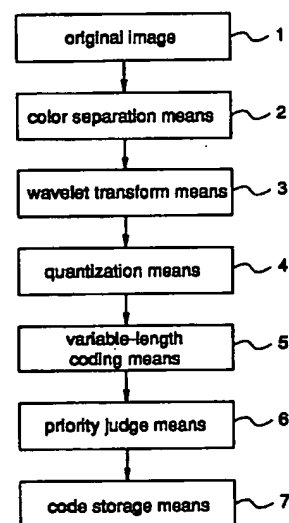 original image 1
color separation means 2
wavelet transform means 3
quantization means 4
variable-length
coding means 5
priority judge means 6
code storage means 7